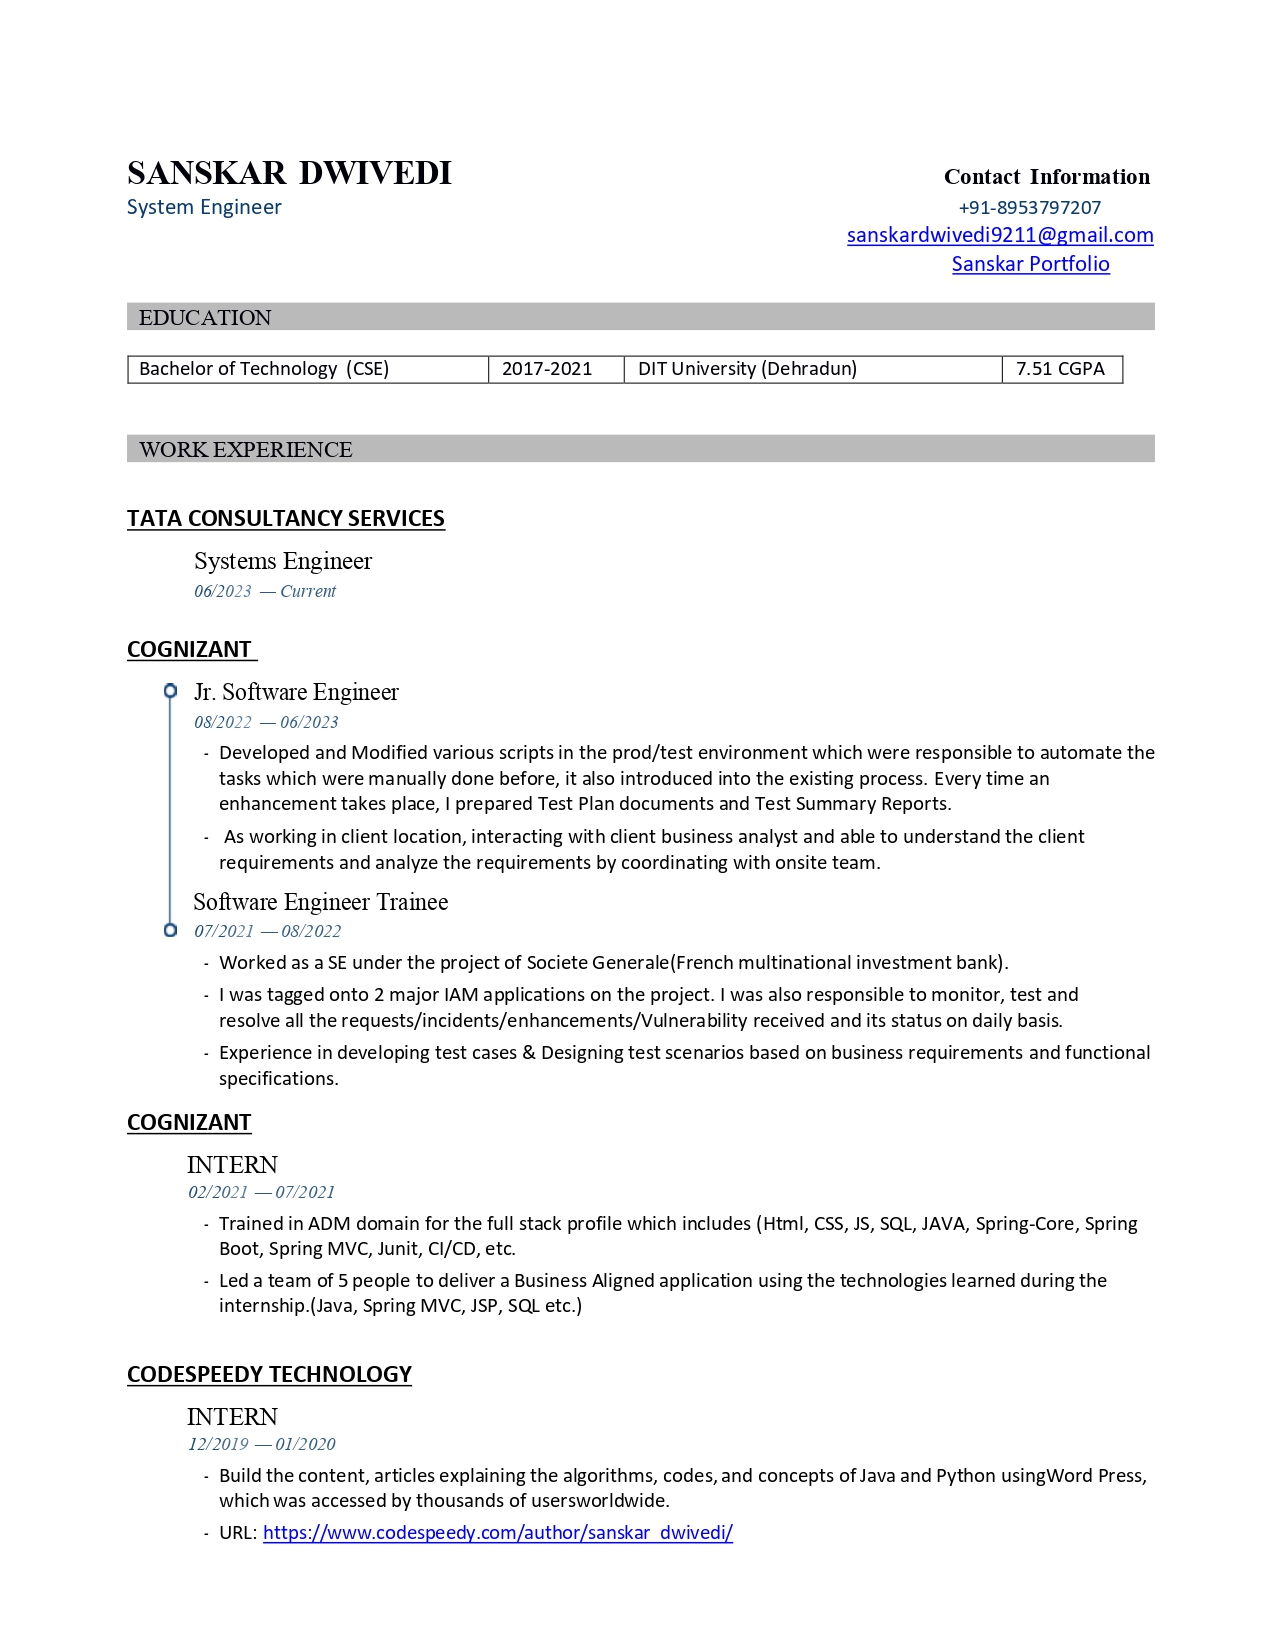 SANSKAR DWIVEDI
System Engineer
Contact Information
+91-8953797207
sanskardwivedi9211@gmail.com
Sanskar Portfolio
EDUCATION
Bachelor of Technology (CSE) 2017-2021 DIT University (Dehradun) 7.51 CGPA
WORK EXPERIENCE
TATA CONSULTANCY SERVICES
Systems Engineer
06/2023 — Current
COGNIZANT
Jr. Software Engineer
08/2022 — 06/2023
- Developed and Modified various scripts in the prod/test environment which were responsible to automate the
tasks which were manually done before, it also introduced into the existing process. Every time an
enhancement takes place, I prepared Test Plan documents and Test Summary Reports.
- As working in client location, interacting with client business analyst and able to understand the client
requirements and analyze the requirements by coordinating with onsite team.
Software Engineer Trainee
07/2021 — 08/2022
- Worked as a SE under the project of Societe Generale(French multinational investment bank).
- I was tagged onto 2 major IAM applications on the project. I was also responsible to monitor, test and
resolve all the requests/incidents/enhancements/Vulnerability received and its status on daily basis.
- Experience in developing test cases & Designing test scenarios based on business requirements and functional
specifications.
COGNIZANT
INTERN
02/2021 — 07/2021
- Trained in ADM domain for the full stack profile which includes (Html, CSS, JS, SQL, JAVA, Spring-Core, Spring
Boot, Spring MVC, Junit, CI/CD, etc.
- Led a team of 5 people to deliver a Business Aligned application using the technologies learned during the
internship.(Java, Spring MVC, JSP, SQL etc.)
CODESPEEDY TECHNOLOGY
INTERN
12/2019 — 01/2020
- Build the content, articles explaining the algorithms, codes, and concepts of Java and Python usingWord Press,
which was accessed by thousands of usersworldwide.
- URL: https://www.codespeedy.com/author/sanskar_dwivedi/